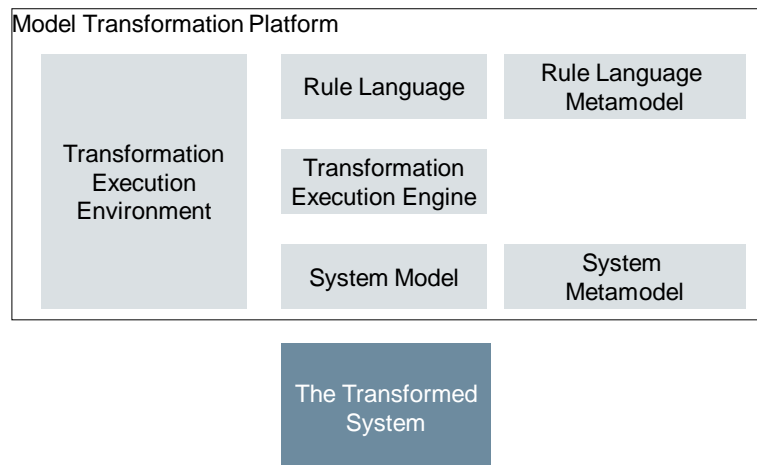 Model Transformation Platform
Transformation
Execution
Environment
Rule Language
Rule Language
Metamodel
Transformation
Execution Engine
System Model
System
Metamodel
The Transformed
System